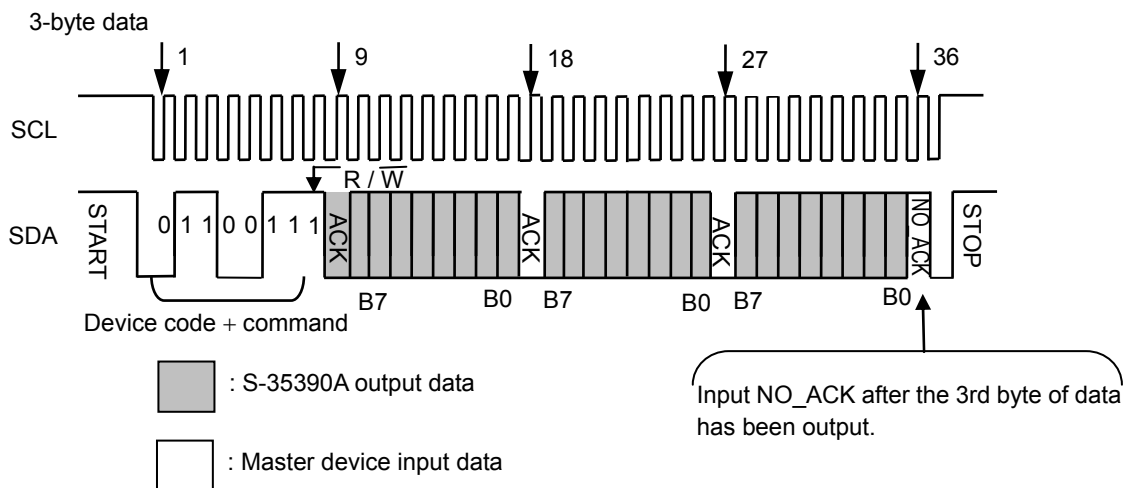 3-byte data
1 9 18 27 36
SCL
R / W
SDA
START 0 1 1 0 0 1 1 1 ACK ACK ACK NO ACK STOP
B7 B0 B7 B0 B7 B0
Device code + command
: S-35390A output data
Input NO_ACK after the 3rd byte of data
has been output.
: Master device input data